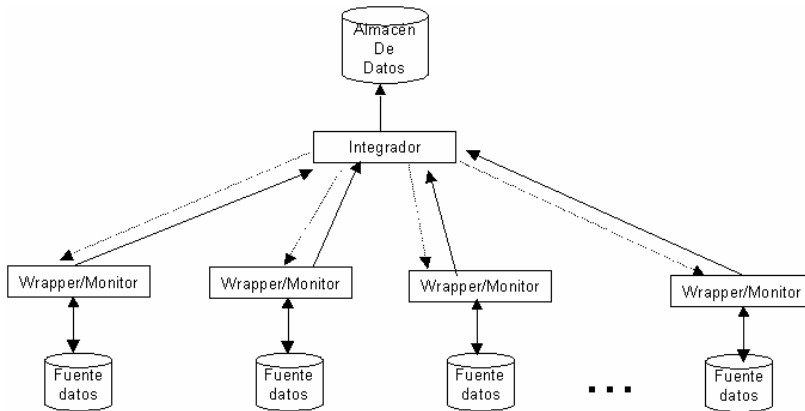 Almacén
De
Datos
Integrador
Wrapper/Monitor
Wrapper/Monitor
Wrapper/Monitor
Wrapper/Monitor
Fuente
datos
Fuente
datos
Fuente
datos
...
Fuente
datos